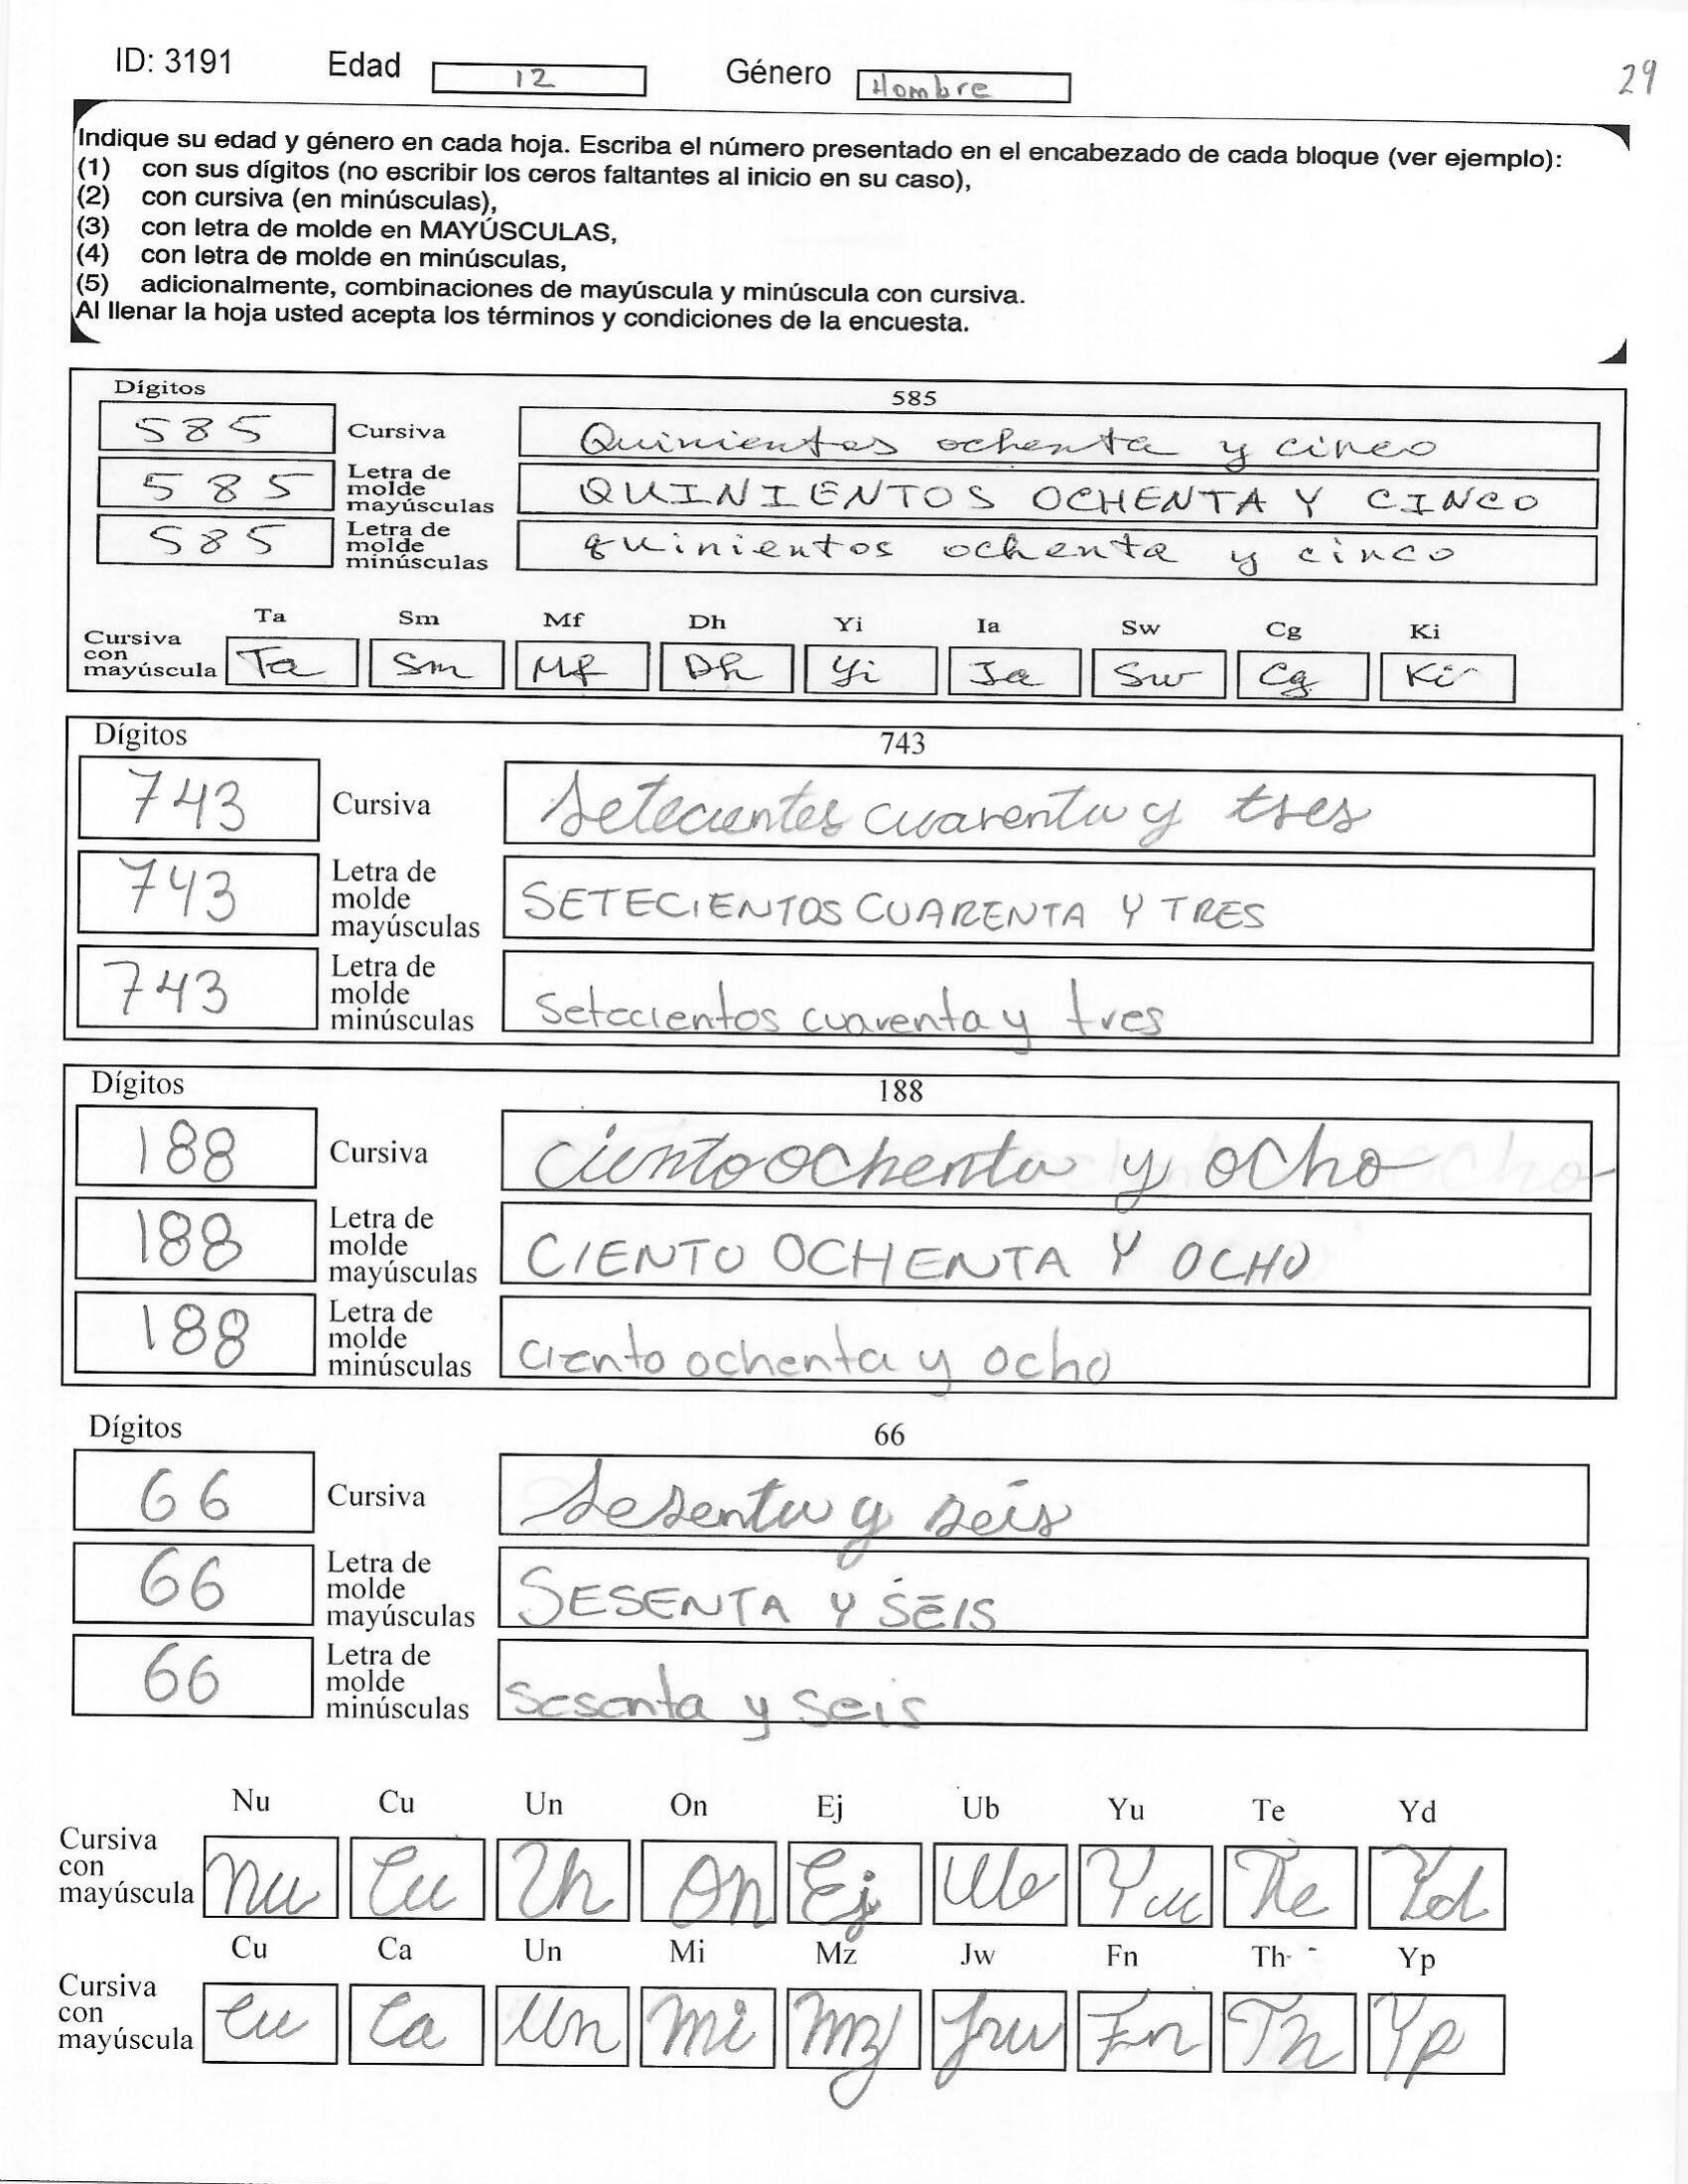 ID: 3191 Edad 12 Género Hombre 29
Indique su edad y género en cada hoja. Escriba el número presentado en el encabezado de cada bloque (ver ejemplo):
(1) con sus dígitos (no escribir los ceros faltantes al inicio en su caso),
(2) con cursiva (en minúsculas),
(3) con letra de molde en MAYÚSCULAS,
(4) con letra de molde en minúsculas,
(5) adicionalmente, combinaciones de mayúscula y minúscula con cursiva.
Al llenar la hoja usted acepta los términos y condiciones de la encuesta.
Dígitos 585
585 Cursiva Quinientos ochenta y cinco
585 Letra de molde mayúsculas QUINIENTOS OCHENTA Y CINCO
585 Letra de molde minúsculas quinientos ochenta y cinco
Ta Sm Mf Dh Yi Ia Sw Cg Ki
Cursiva con mayúscula Ta Sm Mf Dh Yi Ia Sw Cg Ki
Dígitos 743
743 Cursiva setecientos cuarenta y tres
743 Letra de molde mayúsculas SETECIENTOS CUARENTA Y TRES
743 Letra de molde minúsculas setecientos cuarenta y tres
Dígitos 188
188 Cursiva ciento ochenta y ocho
188 Letra de molde mayúsculas CIENTO OCHENTA Y OCHO
188 Letra de molde minúsculas ciento ochenta y ocho
Dígitos 66
66 Cursiva sesenta y seis
66 Letra de molde mayúsculas SESENTA Y SEIS
66 Letra de molde minúsculas sesenta y seis
Nu Cu Un On Ej Ub Yu Te Yd
Cursiva con mayúscula Nu Cu Un On Ej Ub Yu Te Yd
Cu Ca Un Mi Mz Jw Fn Th Yp
Cursiva con mayúscula Cu Ca Un Mi Mz Jw Fn Th Yp